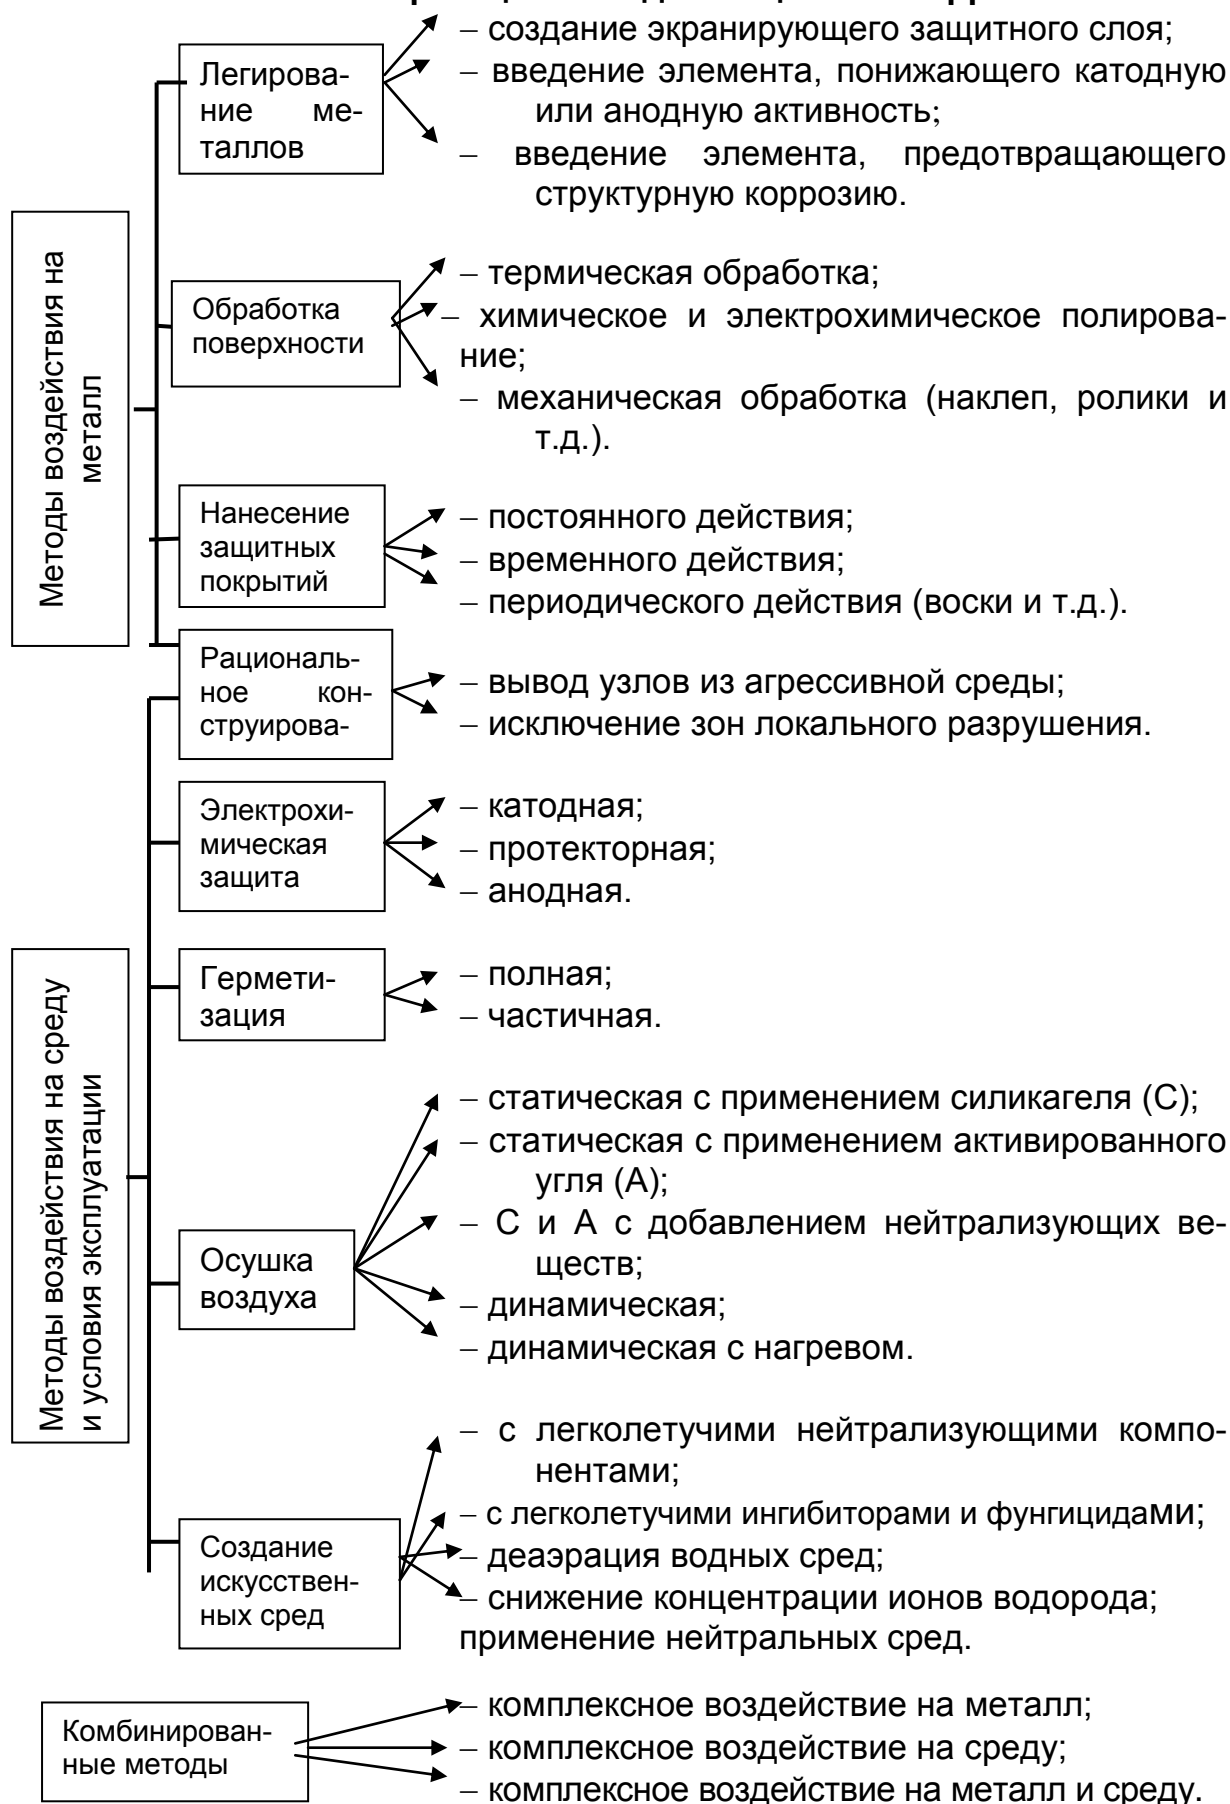 Легирова-
ние ме-
таллов
– создание экранирующего защитного слоя;
– введение элемента, понижающего катодную
или анодную активность;
– введение элемента, предотвращающего
структурную коррозию.
Методы воздействия на
металл
Обработка
поверхности
– термическая обработка;
– химическое и электрохимическое полирова-
ние;
– механическая обработка (наклеп, ролики и
т.д.).
Нанесение
защитных
покрытий
– постоянного действия;
– временного действия;
– периодического действия (воски и т.д.).
Рациональ-
ное кон-
струирова-
– вывод узлов из агрессивной среды;
– исключение зон локального разрушения.
Электрохи-
мическая
защита
– катодная;
– протекторная;
– анодная.
Методы воздействия на среду
и условия эксплуатации
Гермети-
зация
– полная;
– частичная.
Осушка
воздуха
– статическая с применением силикагеля (С);
– статическая с применением активированного
угля (А);
– С и А с добавлением нейтрализующих ве-
ществ;
– динамическая;
– динамическая с нагревом.
Создание
искусствен-
ных сред
– с легколетучими нейтрализующими компо-
нентами;
– с легколетучими ингибиторами и фунгицидами;
– деаэрация водных сред;
– снижение концентрации ионов водорода;
применение нейтральных сред.
Комбинирован-
ные методы
– комплексное воздействие на металл;
– комплексное воздействие на среду;
– комплексное воздействие на металл и среду.